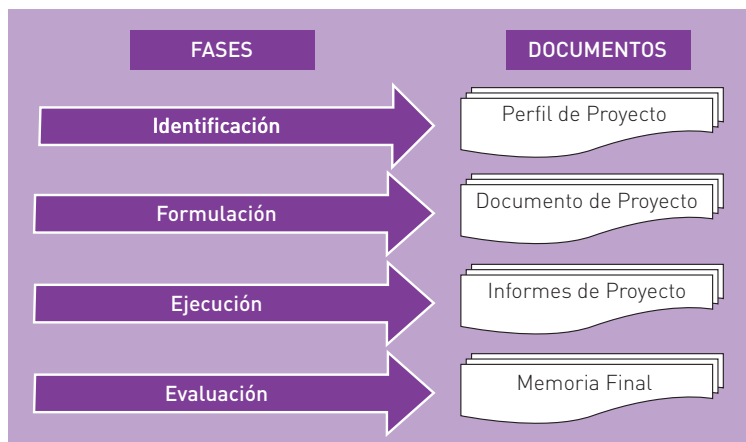 FASES
DOCUMENTOS
Identificación
Perfil de Proyecto
Formulación
Documento de Proyecto
Ejecución
Informes de Proyecto
Evaluación
Memoria Final